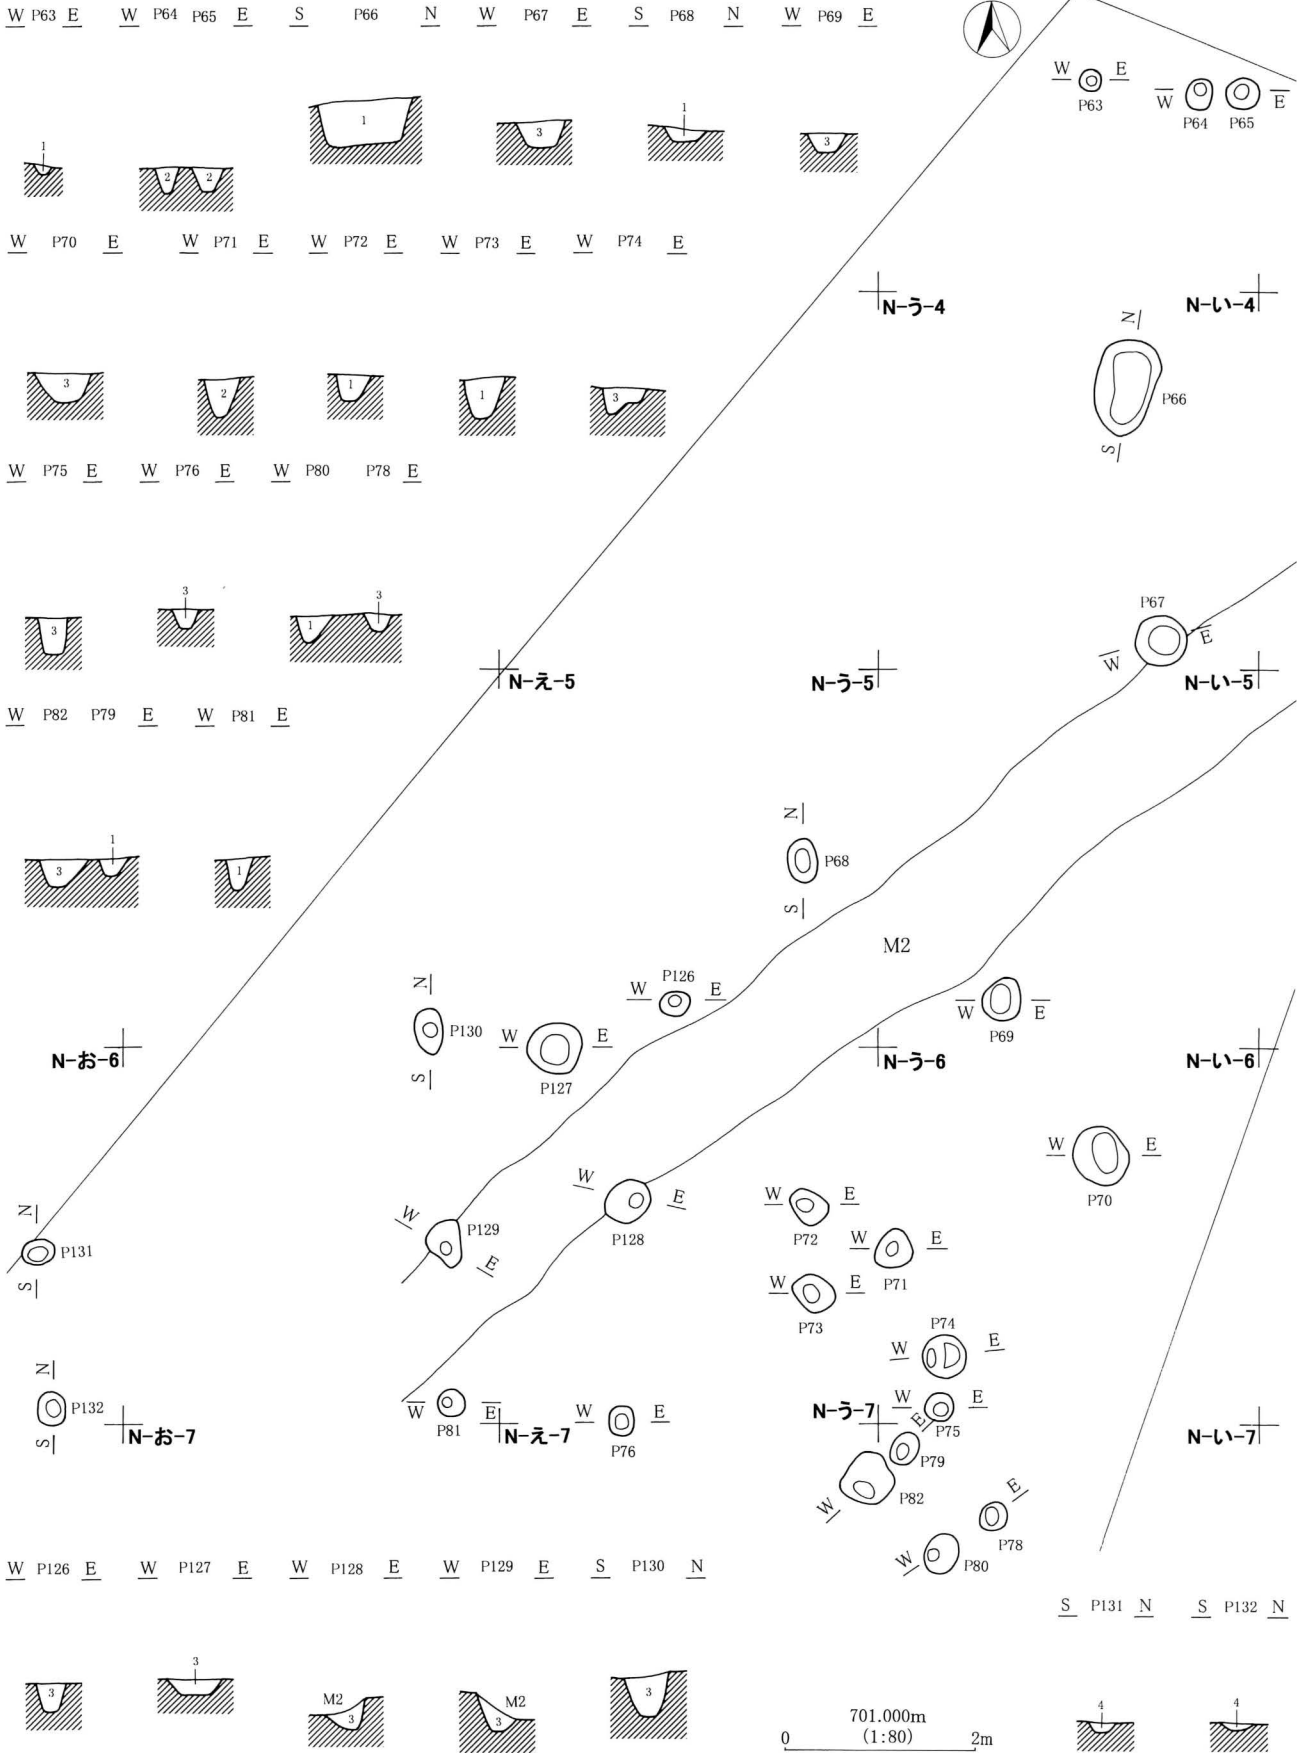 W P63 E W P64 P65 E S P66 N W P67 E S P68 N W P69 E
1
2 2
1
3
1
3
W P63 E
W P64 P65 E
W P70 E W P71 E W P72 E W P73 E W P74 E
3
2
1
1
3
N-う-4
N-い-4
N
P66
S
W P75 E W P76 E W P80 P78 E
3
3
1
3
P67
W E
N-え-5
N-う-5
N-い-5
W P82 P79 E W P81 E
3
1
1
N
P68
S
M2
W P126 E
N
P130
S
W P127 E
W P69 E
N-お-6
N-う-6
N-い-6
W P70 E
W P128 E
W P129 E
W P72 E
W P71 E
W P73 E
N
P131
S
W P74 E
N
P132
S
N-お-7
W P81 E
N-え-7
W P76 E
N-う-7
W P75 E
N-い-7
E
P79
P82
W
E
P78
W P80
W P126 E W P127 E W P128 E W P129 E S P130 N
S P131 N S P132 N
3
3
M2
3
M2
3
3
4
4
701.000m
(1:80)
0 2m